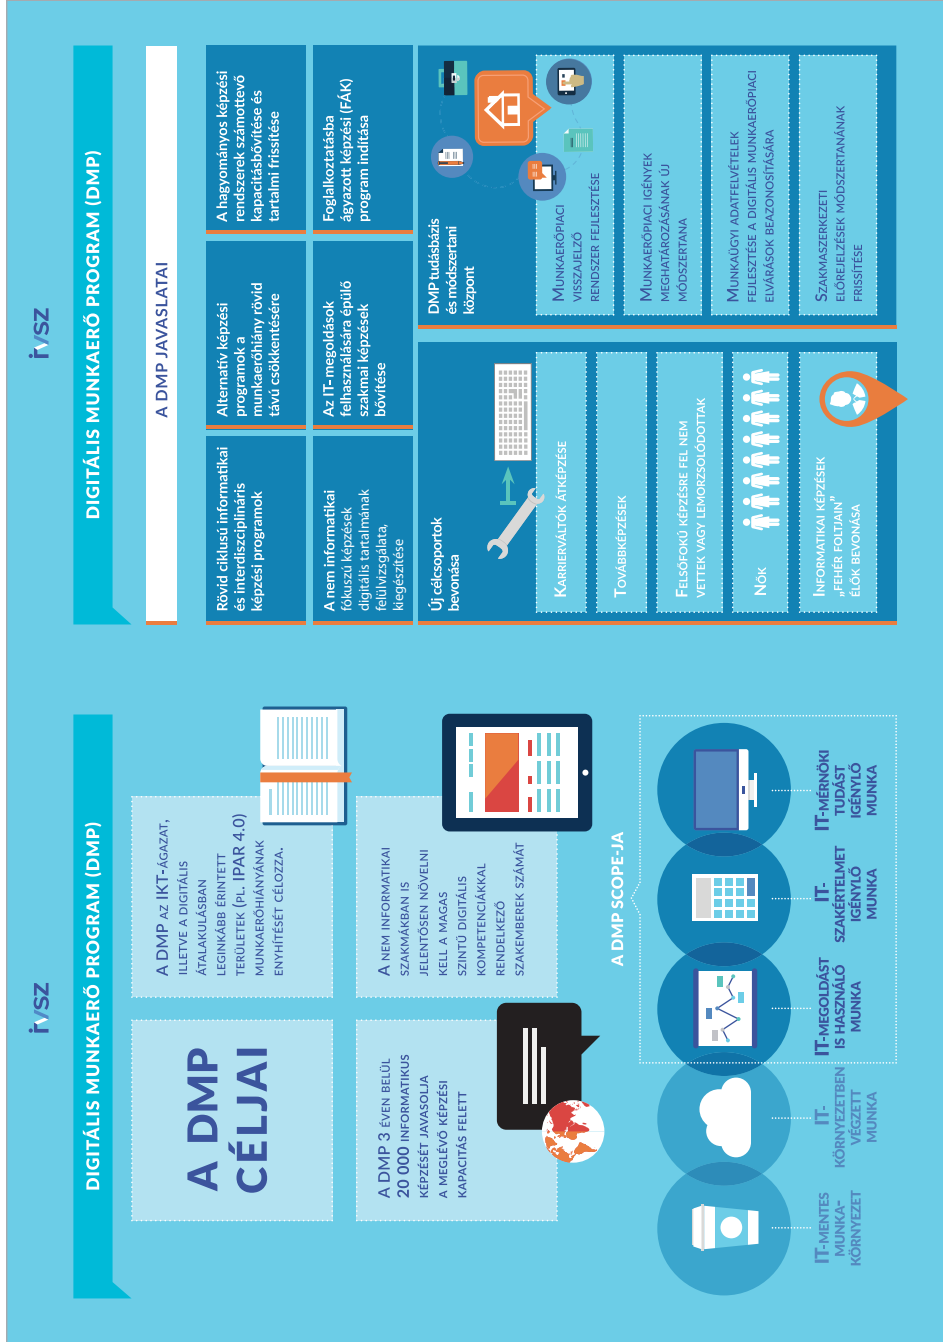 ivsz
DIGITÁLIS MUNKAERŐ PROGRAM (DMP)
A DMP
CÉLJAI
A DMP AZ IKT-ÁGAZAT,
ILLETVE A DIGITÁLIS
ÁTALAKULÁSBAN
LEGINKÁBB ÉRINTETT
TERÜLETEK (PL. IPAR 4.0)
MUNKAERŐHIÁNYÁNAK
ENYHÍTÉSÉT CÉLOZZA.
A DMP 3 ÉVEN BELÜL
20 000 INFORMATIKUS
KÉPZÉSÉT JAVASOLJA
A MEGLÉVŐ KÉPZÉSI
KAPACITÁS FELETT
A NEM INFORMATIKAI
SZAKMÁKBAN IS
JELENTŐSEN NÖVELNI
KELL A MAGAS
SZINTŰ DIGITÁLIS
KOMPETENCIÁKKAL
RENDELKEZŐ
SZAKEMBEREK SZÁMÁT
A DMP SCOPE-JA
IT-MENTES
MUNKA-
KÖRNYEZET
IT-
KÖRNYEZETBEN
VÉGZETT
MUNKA
IT-MEGOLDÁST
IS HASZNÁLÓ
MUNKA
IT-
SZAKÉRTELMET
IGÉNYLŐ
MUNKA
IT-MÉRNÖKI
TUDÁST
IGÉNYLŐ
MUNKA
ivsz
DIGITÁLIS MUNKAERŐ PROGRAM (DMP)
A DMP JAVASLATAI
Rövid ciklusú informatikai
és interdiszciplináris
képzési programok
Alternatív képzési
programok a
munkaerőhiány rövid
távú csökkentésére
A hagyományos képzési
rendszerek számottevő
kapacitásbővítése és
tartalmi frissítése
A nem informatikai
fókuszú képzések
digitális tartalmának
felülvizsgálata,
kiegészítése
Az IT-megoldások
felhasználására épülő
szakmai képzések
bővítése
Foglalkoztatásba
ágyazott képzési (FÁK)
program indítása
Új célcsoportok
bevonása
KARRIERVÁLTÓK ÁTKÉPZÉSE
TOVÁBBKÉPZÉSEK
FELSŐFOKÚ KÉPZÉSRE FEL NEM
VETTEK VAGY LEMORZSOLÓDOTTAK
NŐK
INFORMATIKAI KÉPZÉSEK
„FEHÉR FOLTJAIN”
ÉLŐK BEVONÁSA
DMP tudásbázis
és módszertani
központ
MUNKAERŐPIACI
VISSZAJELZŐ
RENDSZER FEJLESZTÉSE
MUNKAERŐPIACI IGÉNYEK
MEGHATÁROZÁSÁNAK ÚJ
MÓDSZERTANA
MUNKAÜGYI ADATFELVÉTELEK
FEJLESZTÉSE A DIGITÁLIS MUNKAERŐPIACI
ELVÁRÁSOK BEAZONOSÍTÁSÁRA
SZAKMASZERKEZETI
ELŐREJELZÉSEK MÓDSZERTANÁNAK
FRISSÍTÉSE